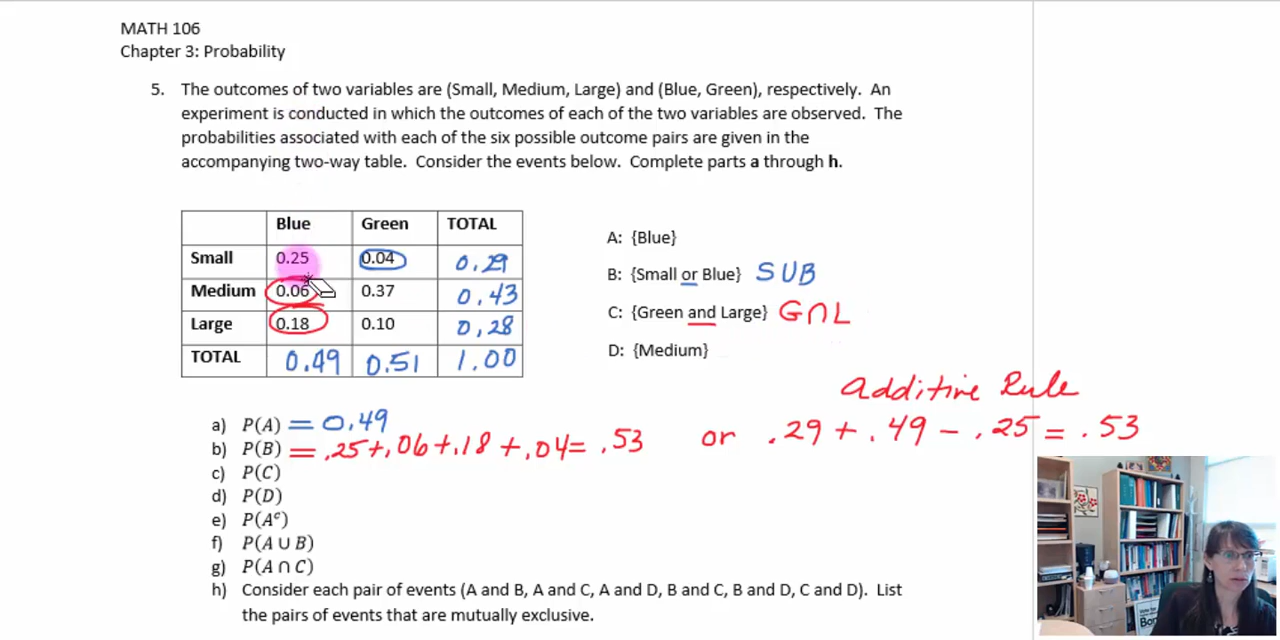 MATH 106
Chapter 3: Probability
5. The outcomes of two variables are (Small, Medium, Large) and (Blue, Green), respectively. An
experiment is conducted in which the outcomes of each of the two variables are observed. The
probabilities associated with each of the six possible outcome pairs are given in the
accompanying two-way table. Consider the events below. Complete parts a through h.
Blue Green TOTAL
Small 0.25 0.04 0.29
Medium 0.06 0.37 0.43
Large 0.18 0.10 0.28
TOTAL 0.49 0.51 1.00
A: {Blue}
B: {Small or Blue} S U B
C: {Green and Large} G ∩ L
D: {Medium}
Additive Rule
a) P(A) = 0.49
b) P(B) = .25+.06+.18+.04= .53 or .29 + .49 - .25 = .53
c) P(C)
d) P(D)
e) P(Aᶜ)
f) P(A ∪ B)
g) P(A ∩ C)
h) Consider each pair of events (A and B, A and C, A and D, B and C, B and D, C and D). List
the pairs of events that are mutually exclusive.